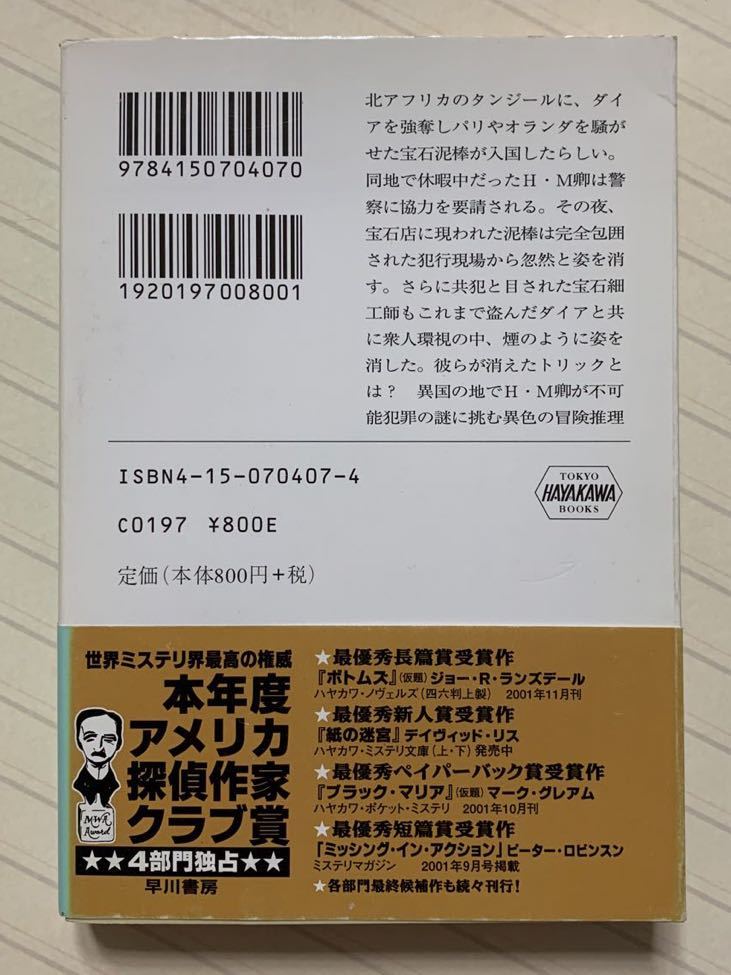 9784150704070
1920197008001
北アフリカのタンジールに、ダイ
アを強奪しパリやオランダを騒が
せた宝石泥棒が入国したらしい。
同地で休暇中だったH・M卿は警
察に協力を要請される。その夜、
宝石店に現われた泥棒は完全包囲
された犯行現場から忽然と姿を消
す。さらに共犯と目された宝石細
工師もこれまで盗んだダイアと共
に衆人環視の中、煙のように姿を
消した。彼らが消えたトリックと
は？　異国の地でH・M卿が不可
能犯罪の謎に挑む異色の冒険推理
ISBN4-15-070407-4
C0197 ¥800E
定価(本体800円+税)
TOKYO
HAYAKAWA
BOOKS
世界ミステリ界最高の権威
本年度
アメリカ
探偵作家
クラブ賞
MWA
Award
★★4部門独占★★
早川書房
★最優秀長篇賞受賞作
『ボトムズ』(仮題)ジョー・R・ランズデール
ハヤカワ・ノヴェルズ(四六判上製) 2001年11月刊
★最優秀新人賞受賞作
『紙の迷宮』デイヴィッド・リス
ハヤカワ・ミステリ文庫(上・下)発売中
★最優秀ペイパーバック賞受賞作
『ブラック・マリア』(仮題)マーク・グレアム
ハヤカワ・ポケット・ミステリ 2001年10月刊
★最優秀短篇賞受賞作
「ミッシング・イン・アクション」ピーター・ロビンスン
ミステリマガジン 2001年9月号掲載
★各部門最終候補作も続々刊行!